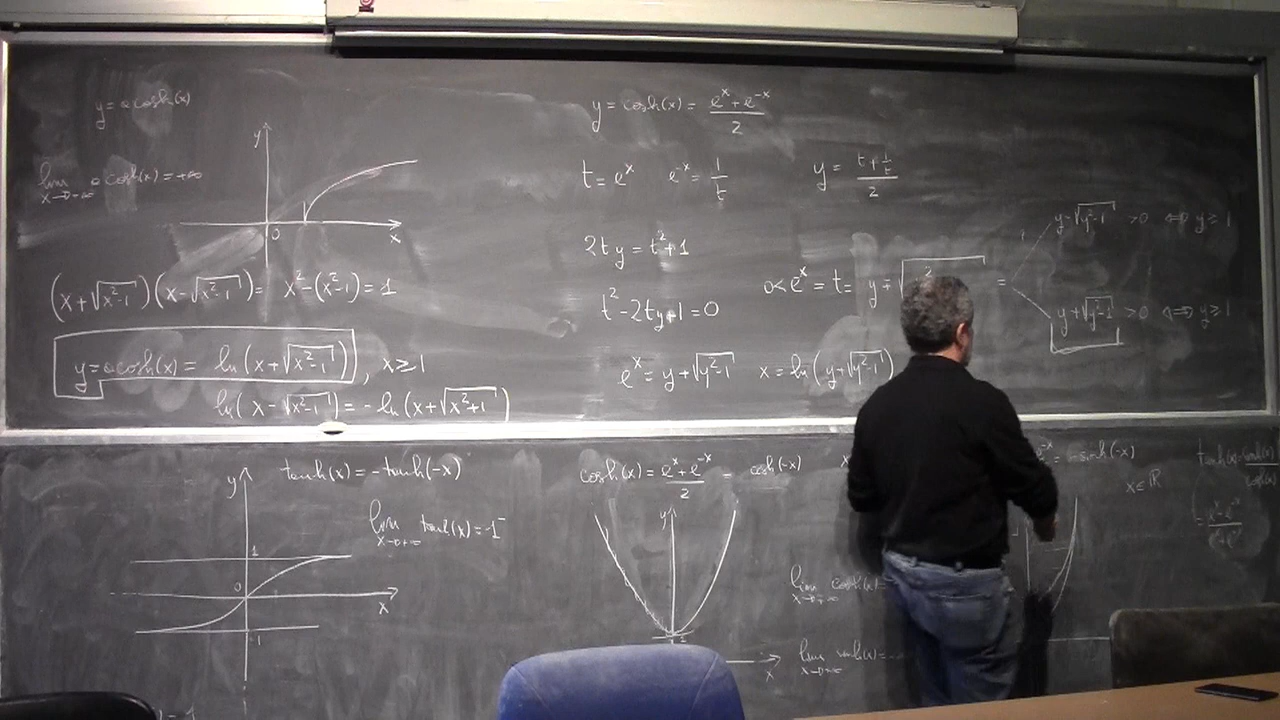 y = acosh(x)
lim x→+∞ acosh(x) = +∞
y
0
x
(x+√(x²-1))(x-√(x²-1)) = x²-(x²-1) = 1
y = acosh(x) = ln(x+√(x²-1)), x≥1
ln(x-√(x²-1)) = -ln(x+√(x²+1))
y = cosh(x) = (e^x + e^-x)/2
t = e^x e^-x = 1/t y = (t + 1/t)/2
2ty = t²+1
t²-2ty+1=0
0< e^x = t = y + √ =
y-√(y²-1) >0 ⇔ y≥1
y+√(y²-1) >0 ⇔ y≥1
e^x = y+√(y²-1) x = ln(y+√(y²-1))
tanh(x) = -tanh(-x)
y
lim x→+∞ tanh(x) = 1⁻
1
0
x
-1
cosh(x) = (e^x + e^-x)/2 = cosh(-x)
y
1
x
lim x→+∞ cosh(x) =
lim
e^-x = -sinh(-x)
x∈ℝ